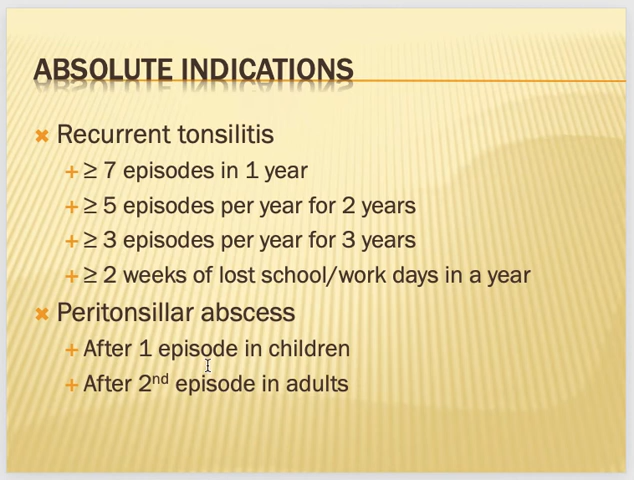 ABSOLUTE INDICATIONS
Recurrent tonsilitis
≥ 7 episodes in 1 year
≥ 5 episodes per year for 2 years
≥ 3 episodes per year for 3 years
≥ 2 weeks of lost school/work days in a year
Peritonsillar abscess
After 1 episode in children
After 2nd episode in adults